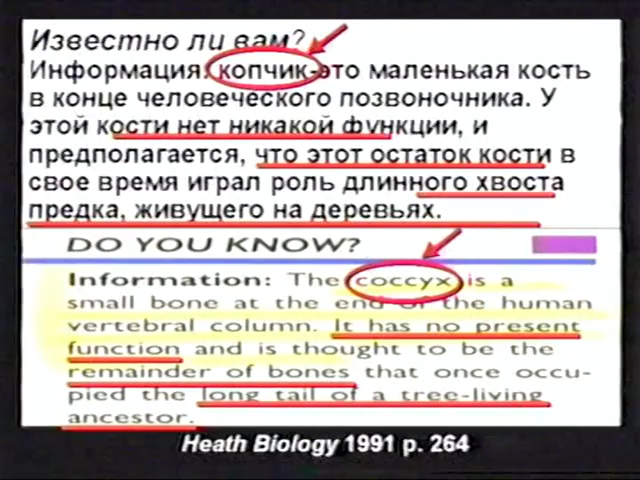 Известно ли вам?
Информация: копчик-это маленькая кость
в конце человеческого позвоночника. У
этой кости нет никакой функции, и
предполагается, что этот остаток кости в
свое время играл роль длинного хвоста
предка, живущего на деревьях.
DO YOU KNOW?
Information: The coccyx is a
small bone at the end of the human
vertebral column. It has no present
function and is thought to be the
remainder of bones that once occu-
pied the long tail of a tree-living
ancestor.
Heath Biology 1991 p. 264